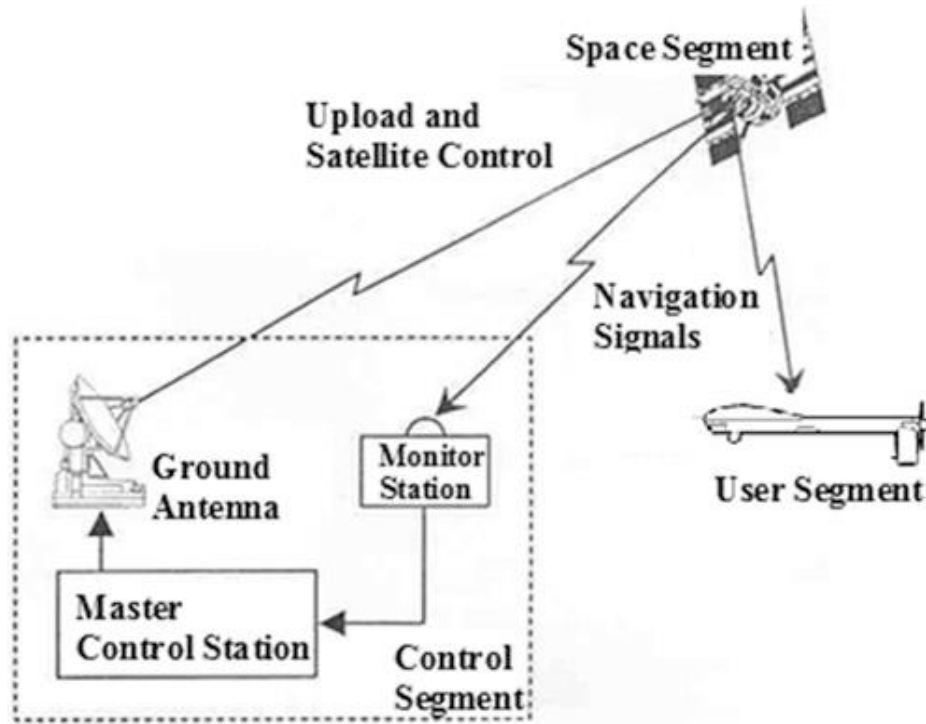 Space Segment
Upload and
Satellite Control
Navigation
Signals
Ground
Antenna
Monitor
Station
User Segment
Master
Control Station
Control
Segment